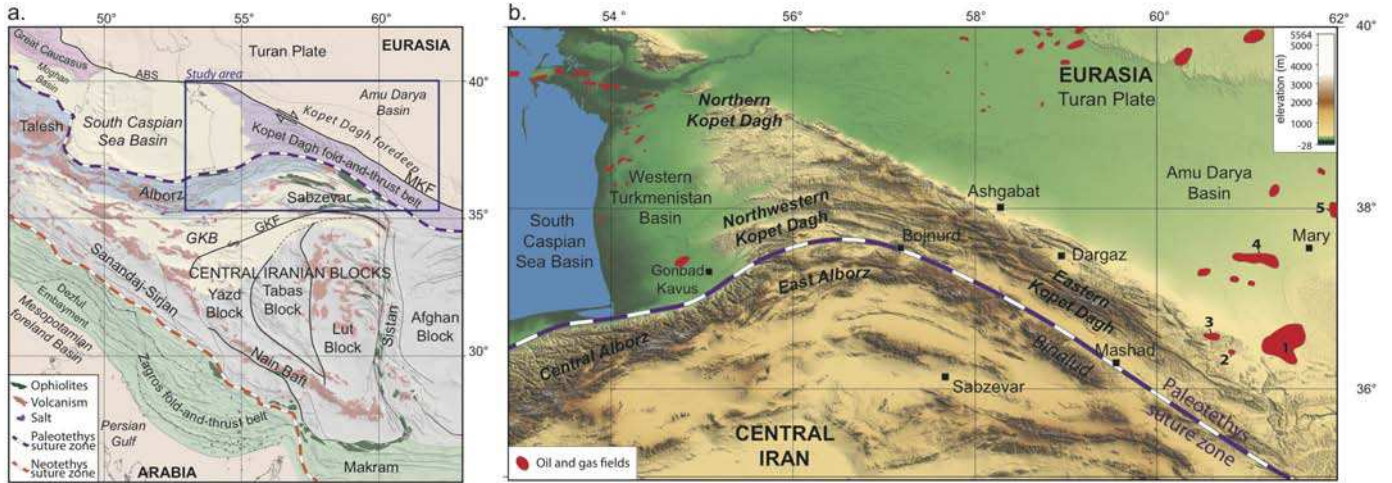 a.
50°
55°
60°
Great Caucasus
Turan Plate
EURASIA
Moghan
Basin
ABS
Study area
40°
Amu Darya
Basin
South Caspian
Sea Basin
Talesh
Kopet Dagh foredeep
Kopet Dagh fold-and-thrust belt
MKF
Alborz
Sabzevar
35°
GKF
GKB
CENTRAL IRANIAN BLOCKS
Sanandaj-Sirjan
Yazd
Block
Tabas
Block
Lut
Block
Sistan
Afghan
Block
Dezful
Embayment
Mesopotamian
foreland Basin
Nain Baft
30°
Zagros fold-and-thrust belt
Ophiolites
Volcanism
Salt
Paleotethys
suture zone
Neotethys
suture zone
Persian
Gulf
ARABIA
Makram
b.
54°
56°
58°
60°
62°
40°
5564
5000
4000
3000
2000
1000
-28
elevation (m)
EURASIA
Turan Plate
Northern
Kopet Dagh
Western
Turkmenistan
Basin
Ashgabat
Amu Darya
Basin
38°
5
Mary
4
South
Caspian
Sea Basin
Northwestern
Kopet Dagh
Bojnurd
Dargaz
Gonbad
Kavus
East Alborz
Eastern
Kopet Dagh
3
2
1
Central Alborz
Binalud
Mashad
Sabzevar
36°
Paleotethys
suture zone
CENTRAL
IRAN
Oil and gas fields